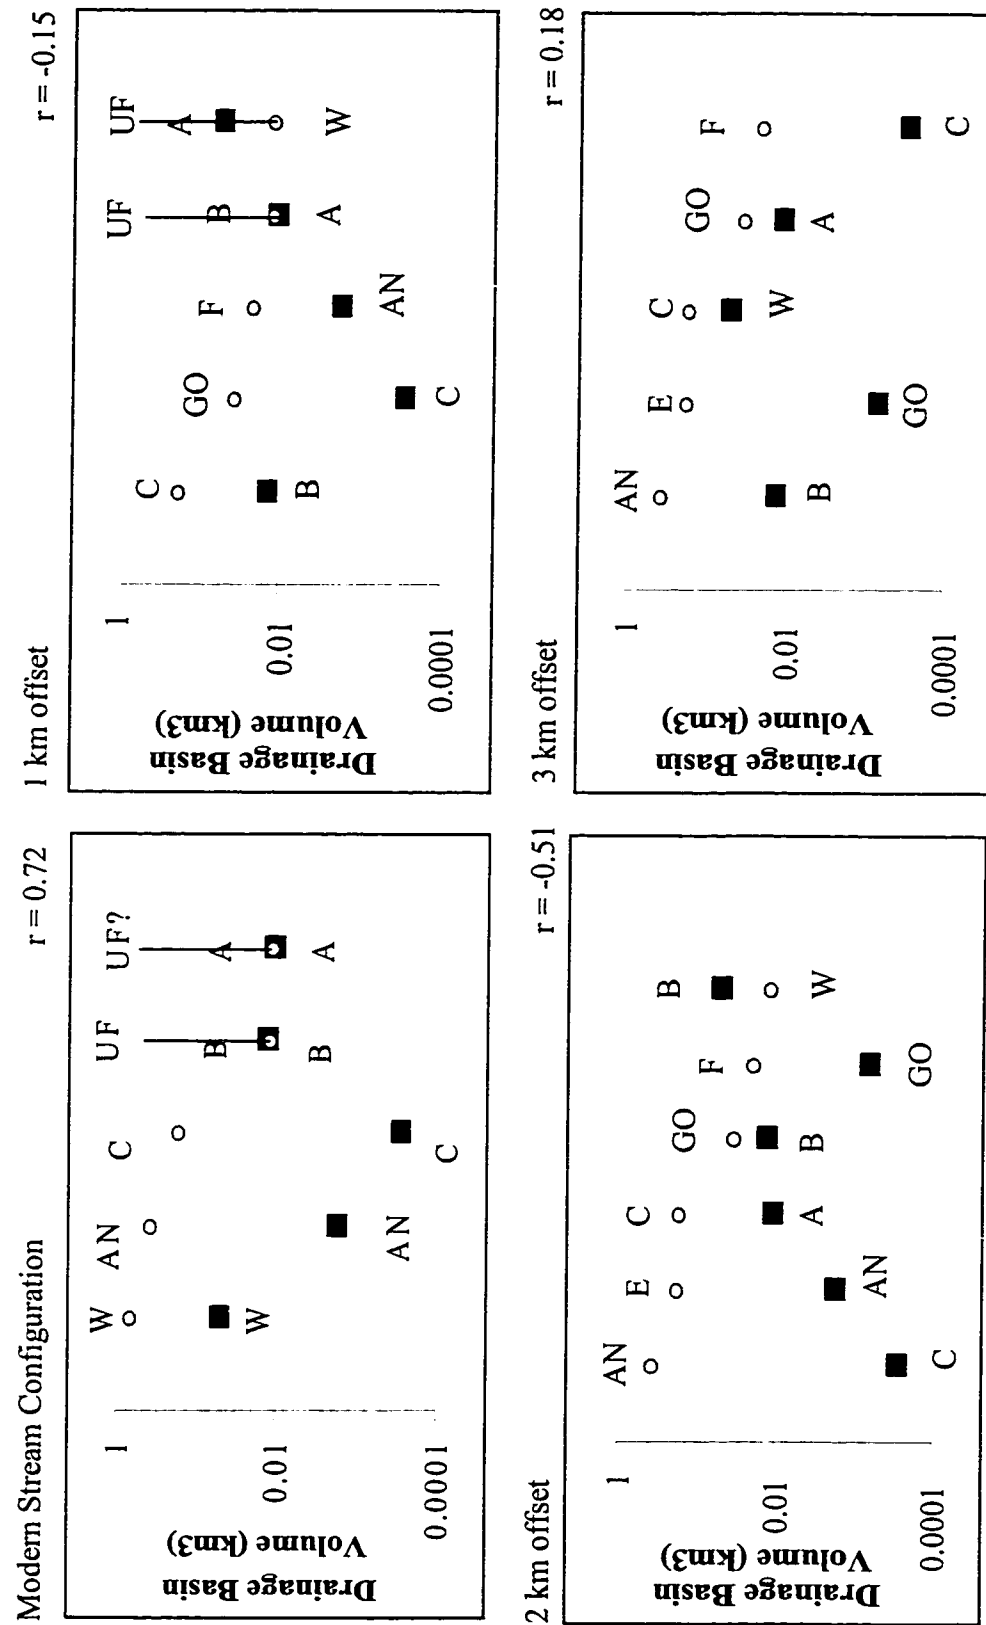 Modern Stream Configuration
r = 0.72
Drainage Basin
Volume (km3)
1
0.01
0.0001
W
AN
C
UF
UF?
B
A
W
AN
C
B
A
1 km offset
r = -0.15
Drainage Basin
Volume (km3)
1
0.01
0.0001
C
GO
F
UF
UF
B
A
B
C
AN
A
W
2 km offset
r = -0.51
Drainage Basin
Volume (km3)
1
0.01
0.0001
AN
E
C
GO
F
B
C
AN
A
B
GO
W
3 km offset
r = 0.18
Drainage Basin
Volume (km3)
1
0.01
0.0001
AN
E
C
GO
F
B
GO
W
A
C